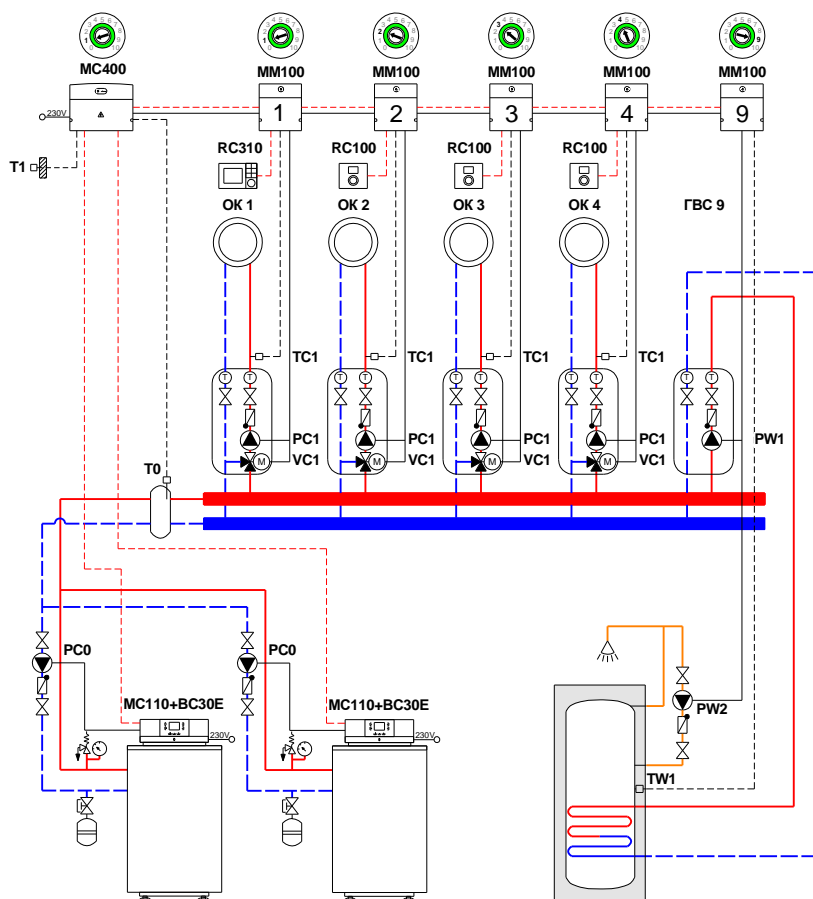 MC400 MM100 MM100 MM100 MM100 MM100
230V 1 2 3 4 9
T1 RC310 RC100 RC100 RC100
ОК 1 ОК 2 ОК 3 ОК 4 ГВС 9
TC1 TC1 TC1 TC1
T T T T T T T T T T
PC1 PC1 PC1 PC1 PW1
M VC1 M VC1 M VC1 M VC1
T0
PC0 PC0
MC110+BC30E MC110+BC30E PW2
230V 230V
TW1